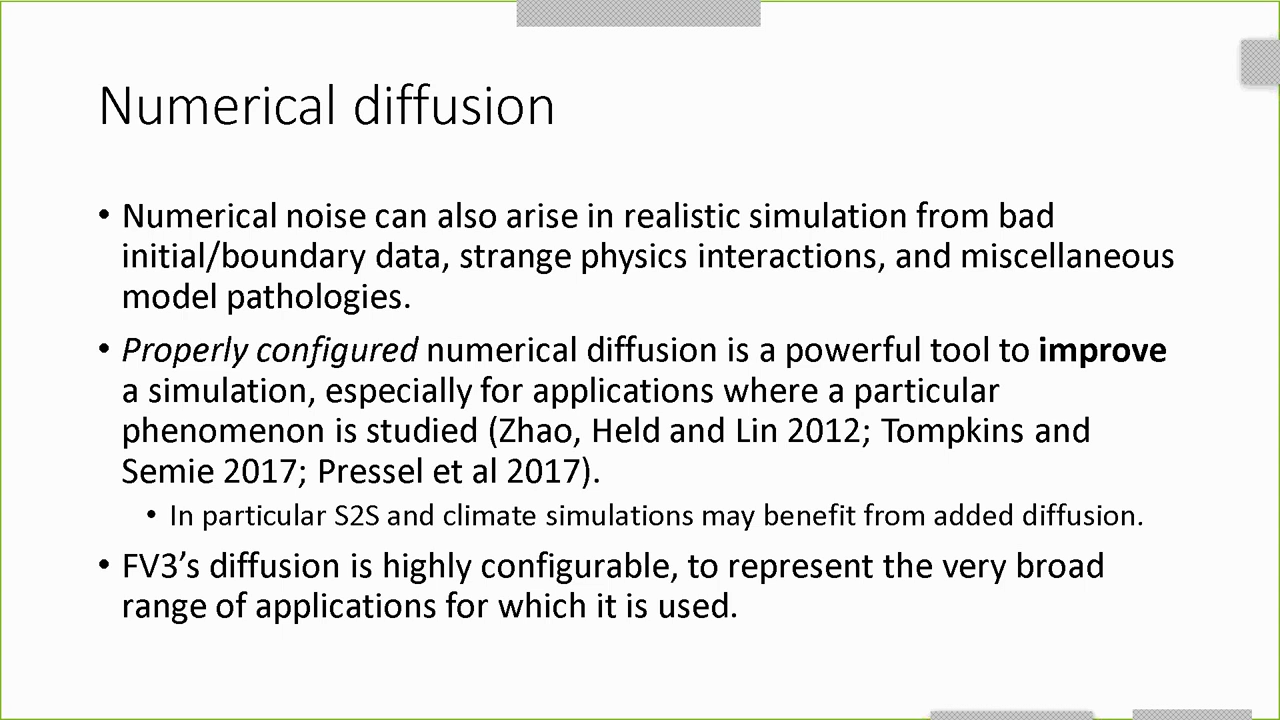 Numerical diffusion
• Numerical noise can also arise in realistic simulation from bad
initial/boundary data, strange physics interactions, and miscellaneous
model pathologies.
• Properly configured numerical diffusion is a powerful tool to improve
a simulation, especially for applications where a particular
phenomenon is studied (Zhao, Held and Lin 2012; Tompkins and
Semie 2017; Pressel et al 2017).
• In particular S2S and climate simulations may benefit from added diffusion.
• FV3’s diffusion is highly configurable, to represent the very broad
range of applications for which it is used.